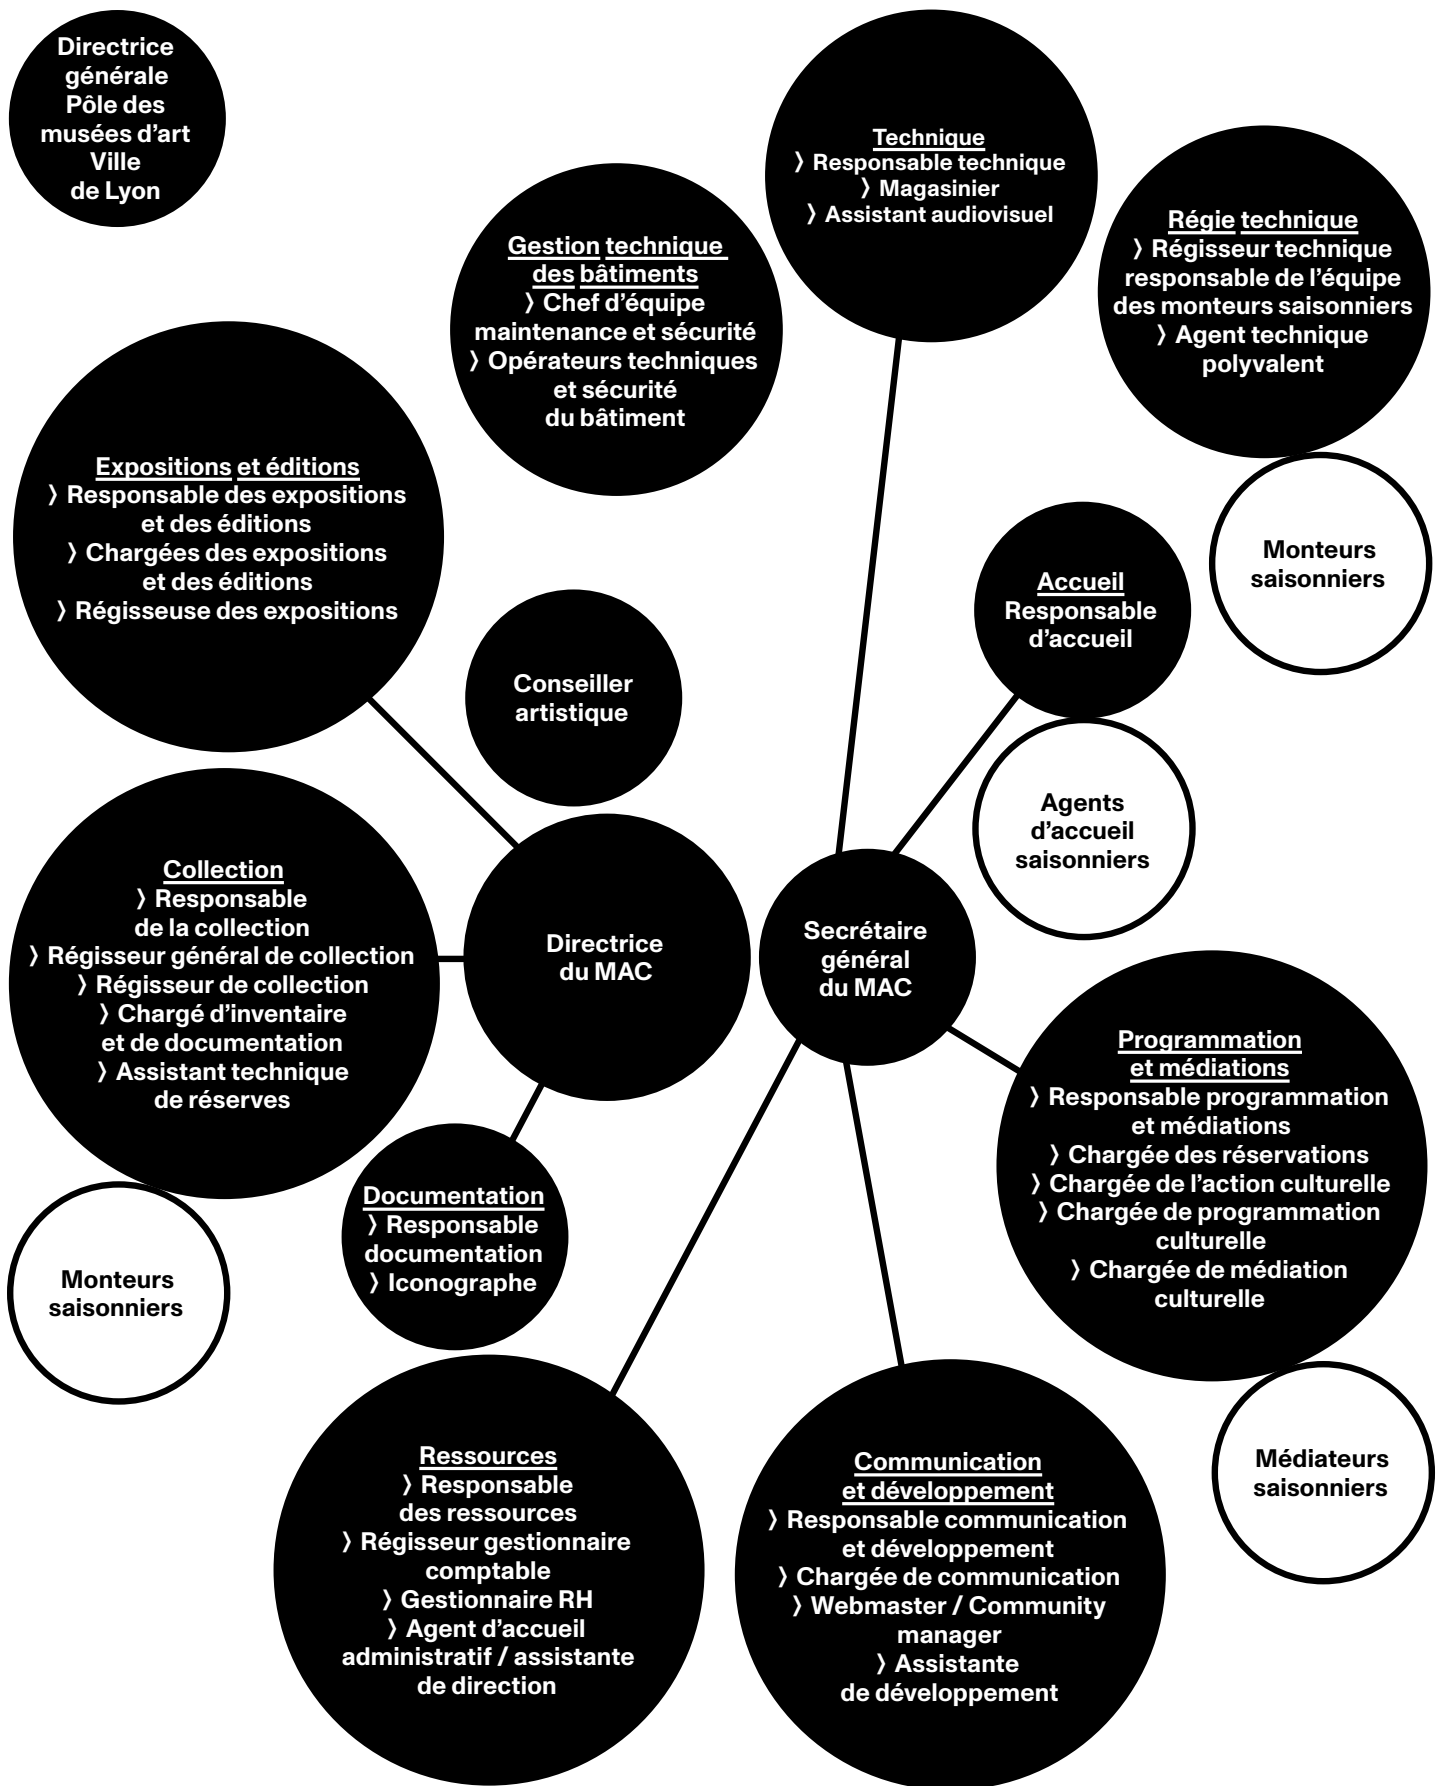 Directrice
générale
Pôle des
musées d’art
Ville
de Lyon
Technique
❭ Responsable technique
❭ Magasinier
❭ Assistant audiovisuel
Régie technique
❭ Régisseur technique
responsable de l’équipe
des monteurs saisonniers
❭ Agent technique
polyvalent
Gestion technique
des bâtiments
❭ Chef d’équipe
maintenance et sécurité
❭ Opérateurs techniques
et sécurité
du bâtiment
Expositions et éditions
❭ Responsable des expositions
et des éditions
❭ Chargées des expositions
et des éditions
❭ Régisseuse des expositions
Monteurs
saisonniers
Accueil
Responsable
d’accueil
Conseiller
artistique
Agents
d’accueil
saisonniers
Collection
❭ Responsable
de la collection
❭ Régisseur général de collection
❭ Régisseur de collection
❭ Chargé d’inventaire
et de documentation
❭ Assistant technique
de réserves
Directrice
du MAC
Secrétaire
général
du MAC
Programmation
et médiations
❭ Responsable programmation
et médiations
❭ Chargée des réservations
❭ Chargée de l’action culturelle
❭ Chargée de programmation
culturelle
❭ Chargée de médiation
culturelle
Documentation
❭ Responsable
documentation
❭ Iconographe
Monteurs
saisonniers
Ressources
❭ Responsable
des ressources
❭ Régisseur gestionnaire
comptable
❭ Gestionnaire RH
❭ Agent d’accueil
administratif / assistante
de direction
Communication
et développement
❭ Responsable communication
et développement
❭ Chargée de communication
❭ Webmaster / Community
manager
❭ Assistante
de développement
Médiateurs
saisonniers